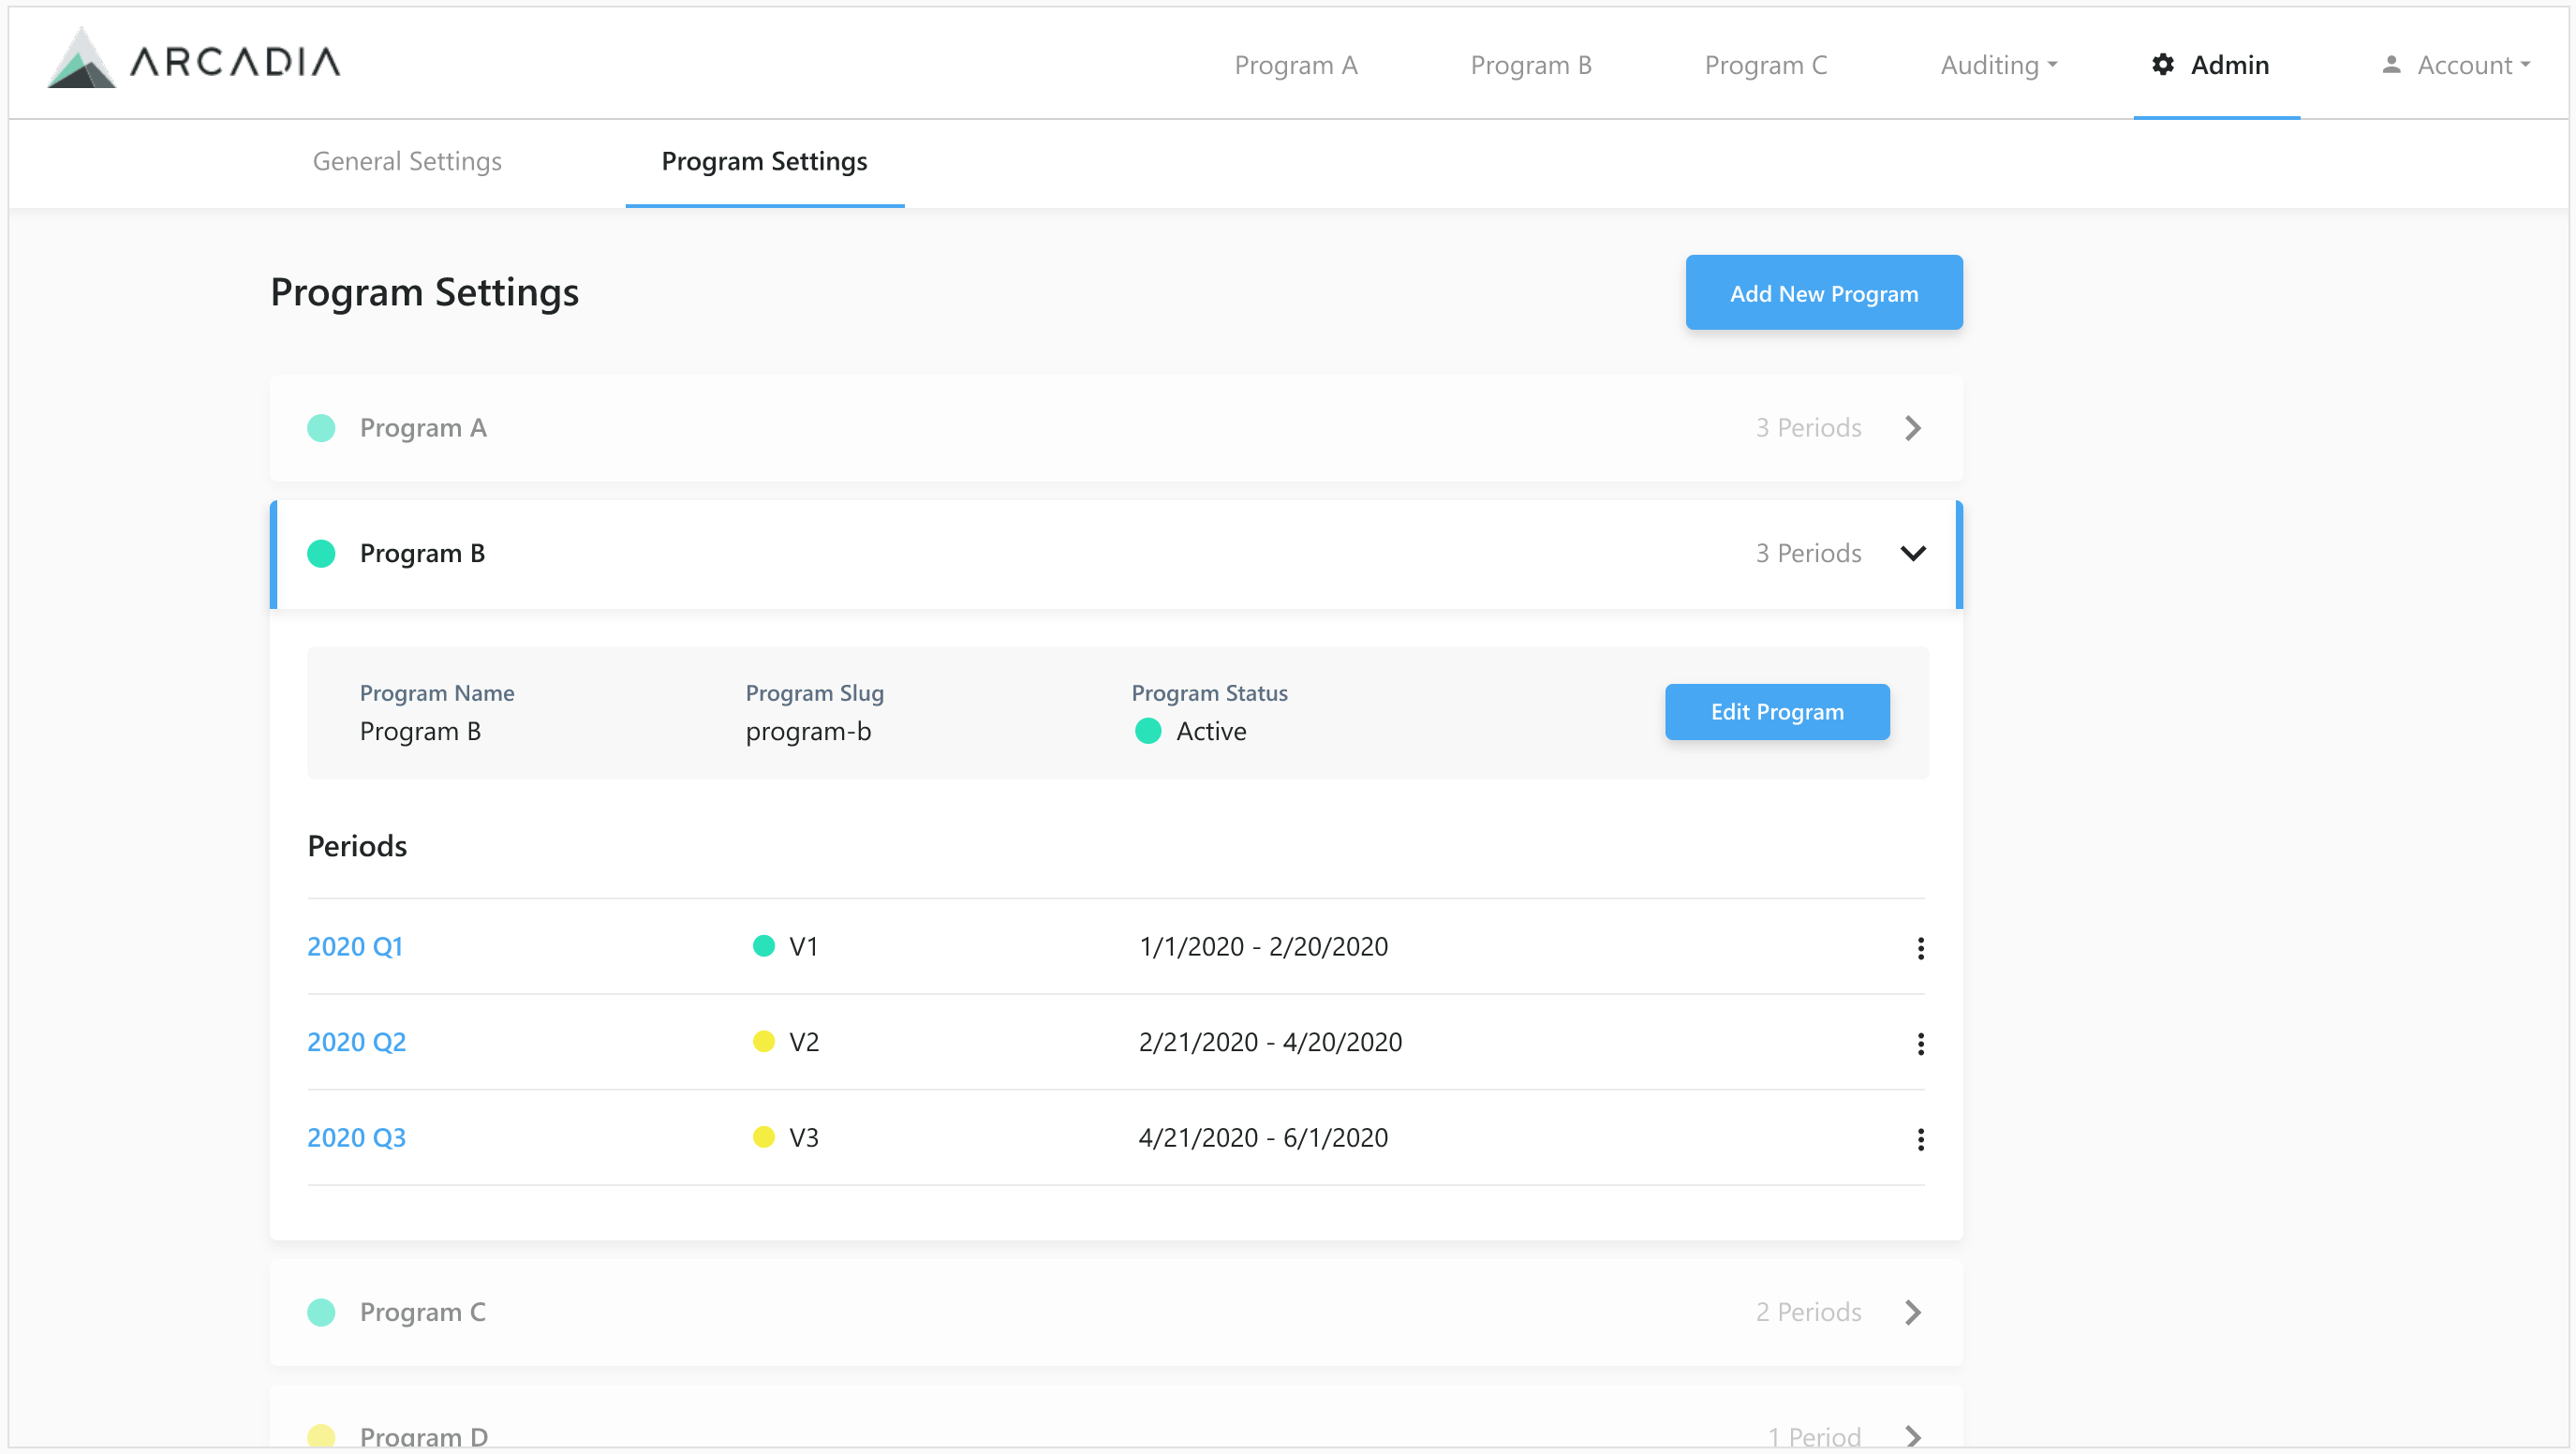 ARCADIA
Program A
Program B
Program C
Auditing
Admin
Account
General Settings
Program Settings
Program Settings
Add New Program
Program A
3 Periods
Program B
3 Periods
Program Name
Program Slug
Program Status
Program B
program-b
Active
Edit Program
Periods
2020 Q1
V1
1/1/2020 - 2/20/2020
2020 Q2
V2
2/21/2020 - 4/20/2020
2020 Q3
V3
4/21/2020 - 6/1/2020
Program C
2 Periods
Program D
1 Period